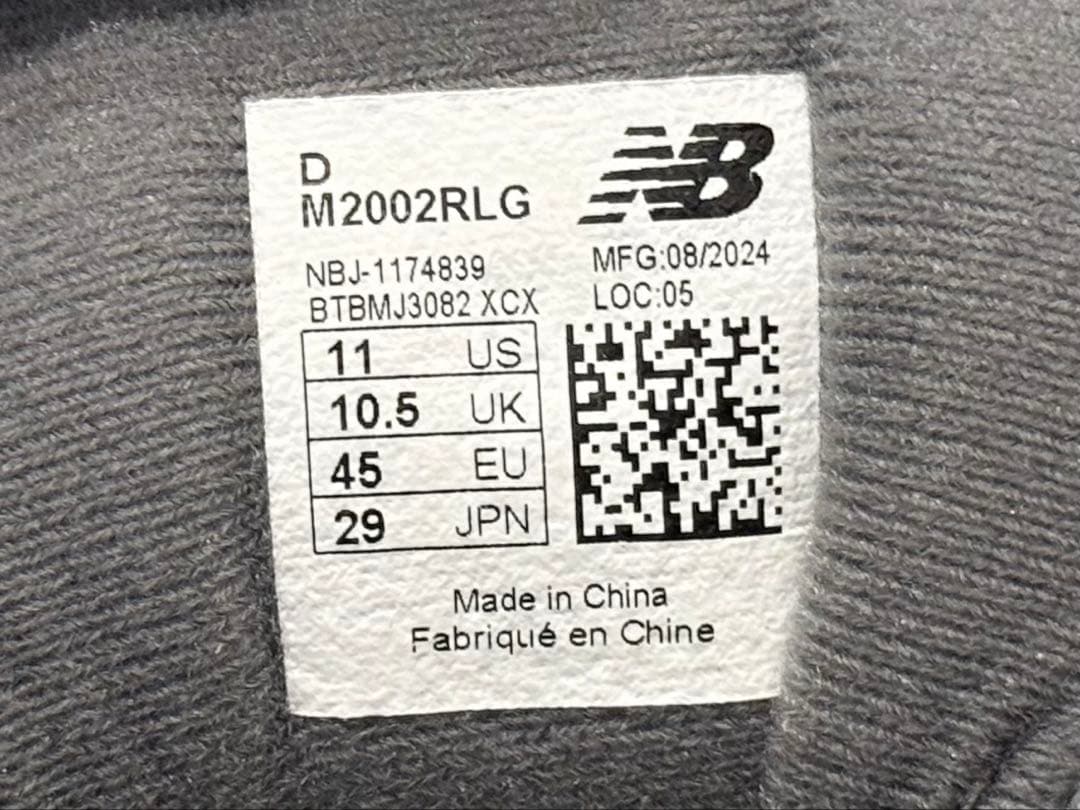 D
M2002RLG
NB
NBJ-1174839
BTBMJ3082 XCX
MFG:08/2024
LOC:05
11 US
10.5 UK
45 EU
29 JPN
Made in China
Fabriqué en Chine